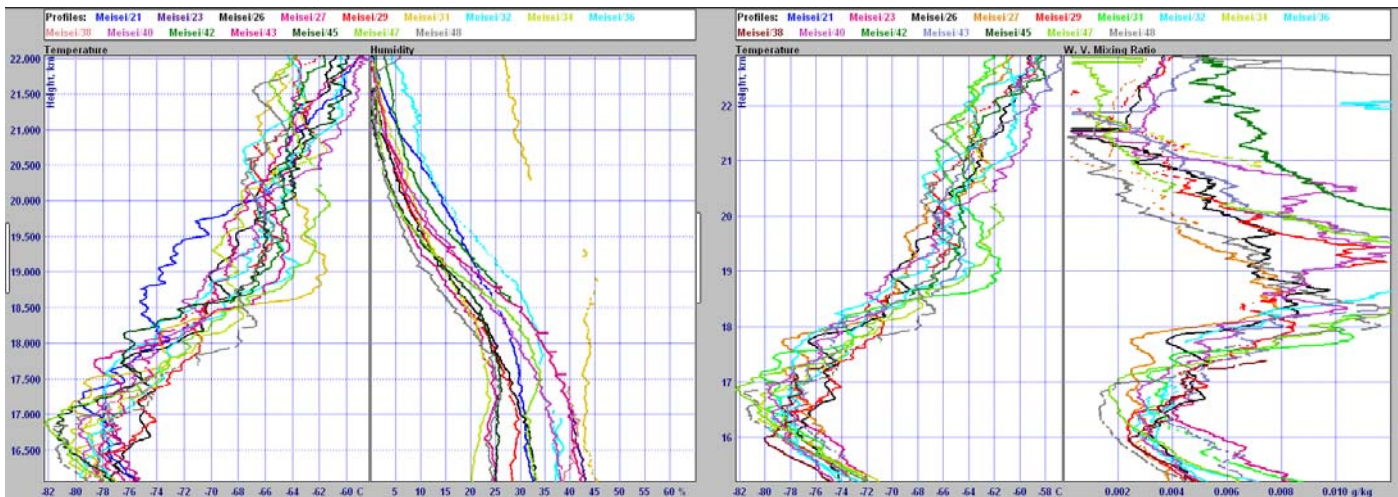 Profiles: Meisei/21 Meisei/23 Meisei/26 Meisei/27 Meisei/29 Meisei/31 Meisei/32 Meisei/34 Meisei/36
Meisei/38 Meisei/40 Meisei/42 Meisei/43 Meisei/45 Meisei/47 Meisei/48
Temperature Humidity
Height, km
22.000
21.500
21.000
20.500
20.000
19.500
19.000
18.500
18.000
17.500
17.000
16.500
-82 -80 -78 -76 -74 -72 -70 -68 -66 -64 -62 -60 C 5 10 15 20 25 30 35 40 45 50 55 60 %
Profiles: Meisei/21 Meisei/23 Meisei/26 Meisei/27 Meisei/29 Meisei/31 Meisei/32 Meisei/34 Meisei/36
Meisei/38 Meisei/40 Meisei/42 Meisei/43 Meisei/45 Meisei/47 Meisei/48
Temperature W. V. Mixing Ratio
Height, km
22
21
20
19
18
17
16
-82 -80 -78 -76 -74 -72 -70 -68 -66 -64 -62 -60 -58 C 0.002 0.004 0.006 0.008 0.010 g/kg